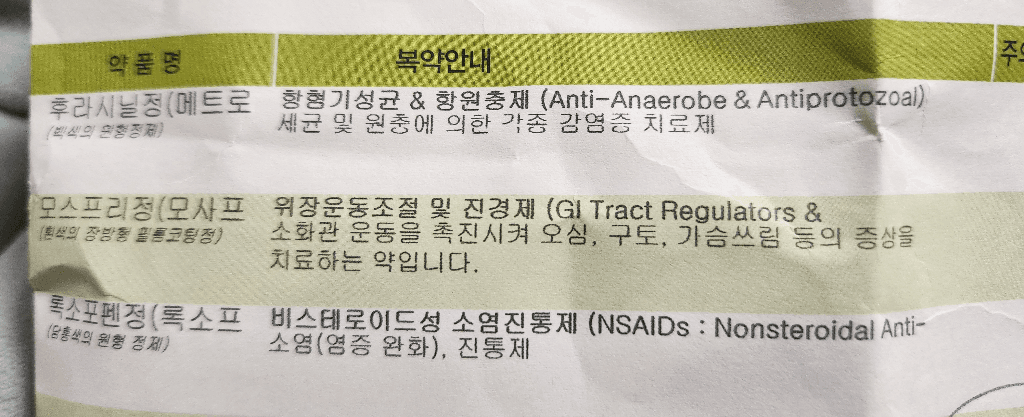 약 품 명 복약안내 주의
후라시닐정(메트로 항혐기성균 & 항원충제 (Anti-Anaerobe & Antiprotozoal)
(백색의 원형정제) 세균 및 원충에 의한 각종 감염증 치료제
모스프리정(모사프 위장운동조절 및 진경제 (GI Tract Regulators &
(흰색의 장방형 필름코팅정) 소화관 운동을 촉진시켜 오심, 구토, 가슴쓰림 등의 증상을
치료하는 약입니다.
록소포펜정(록소프 비스테로이드성 소염진통제 (NSAIDs : Nonsteroidal Anti-
(담홍색의 원형 정제) 소염(염증 완화), 진통제